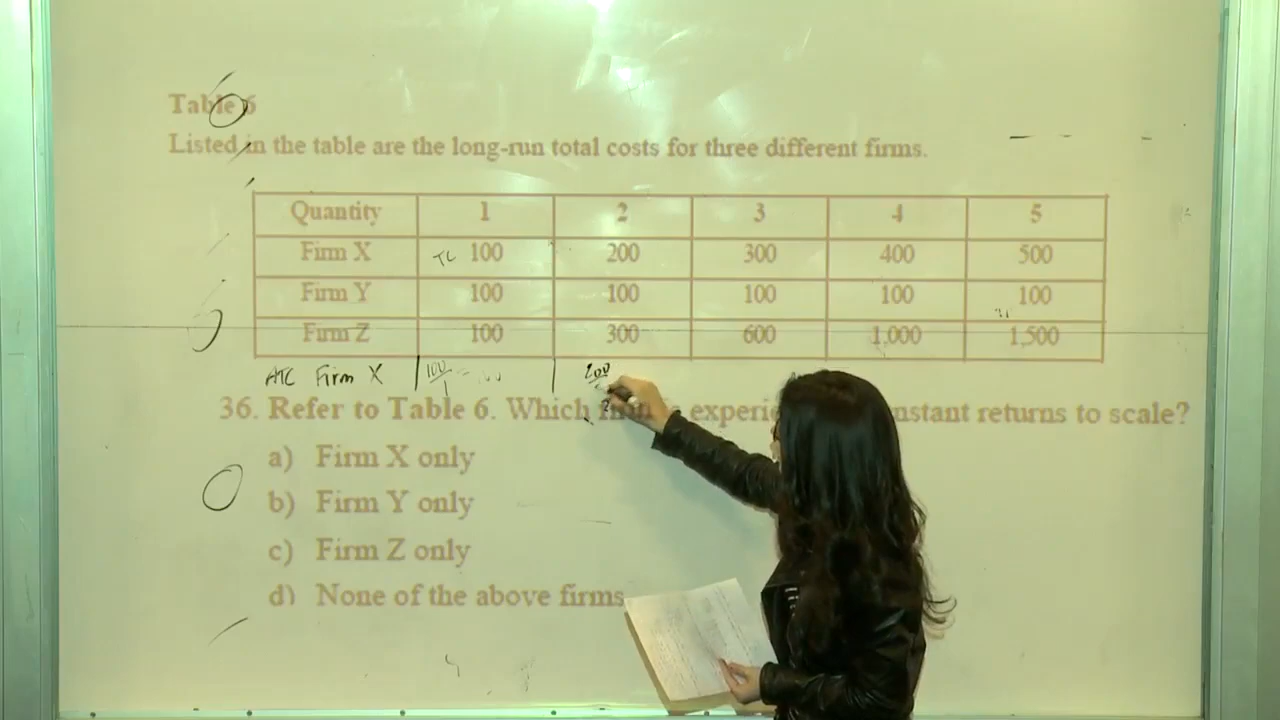 Table 6
Listed in the table are the long-run total costs for three different firms.
Quantity 1 2 3 4 5
Firm X TC 100 200 300 400 500
Firm Y 100 100 100 100 100
Firm Z 100 300 600 1,000 1,500
ATC Firm X 100/1 = 100 200
36. Refer to Table 6. Which experi nstant returns to scale?
a) Firm X only
b) Firm Y only
c) Firm Z only
d) None of the above firms